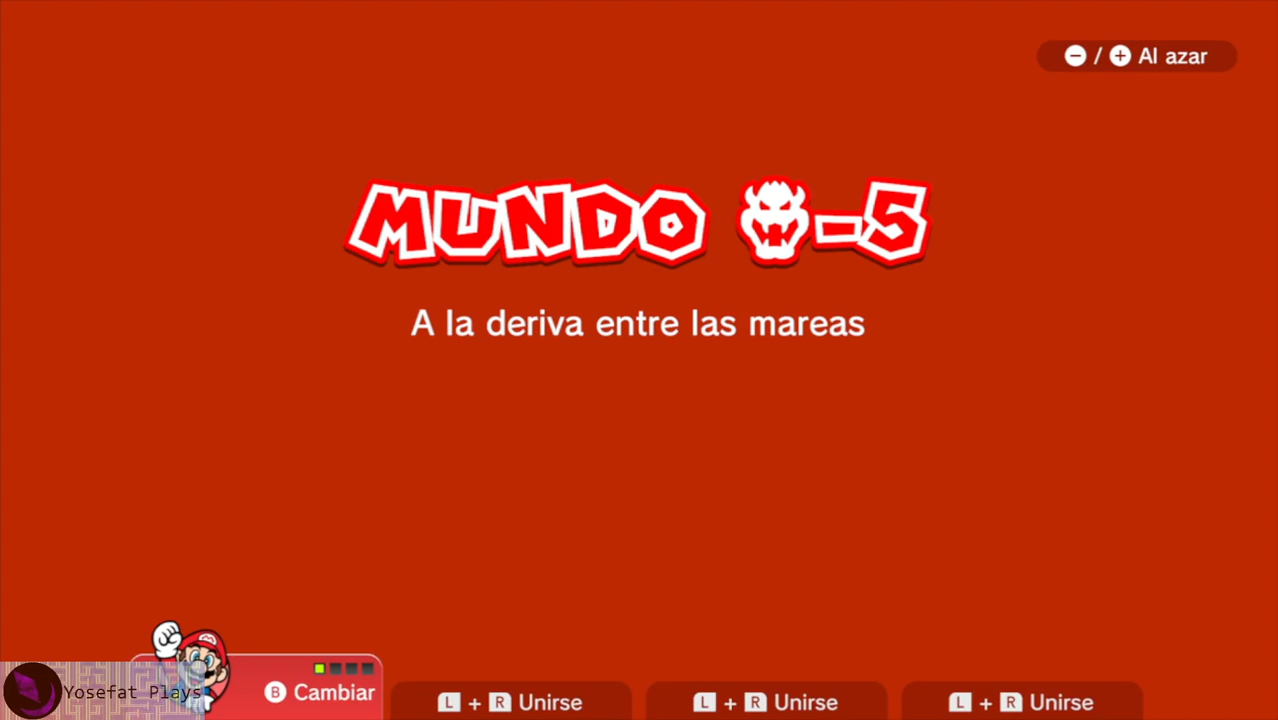 - / + Al azar
MUNDO -5
A la deriva entre las mareas
B Cambiar
L + R Unirse
L + R Unirse
L + R Unirse
Yosefat Plays